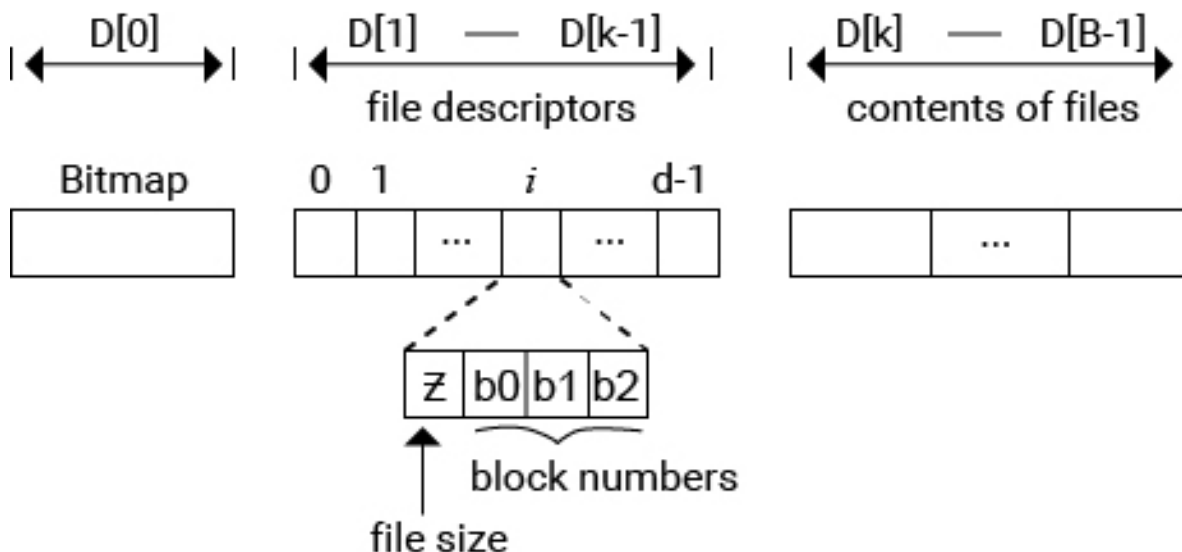 D[0] D[1] — D[k-1] D[k] — D[B-1]
file descriptors contents of files
Bitmap 0 1 i d-1
... ... ...
Ƶ b0 b1 b2
block numbers
file size